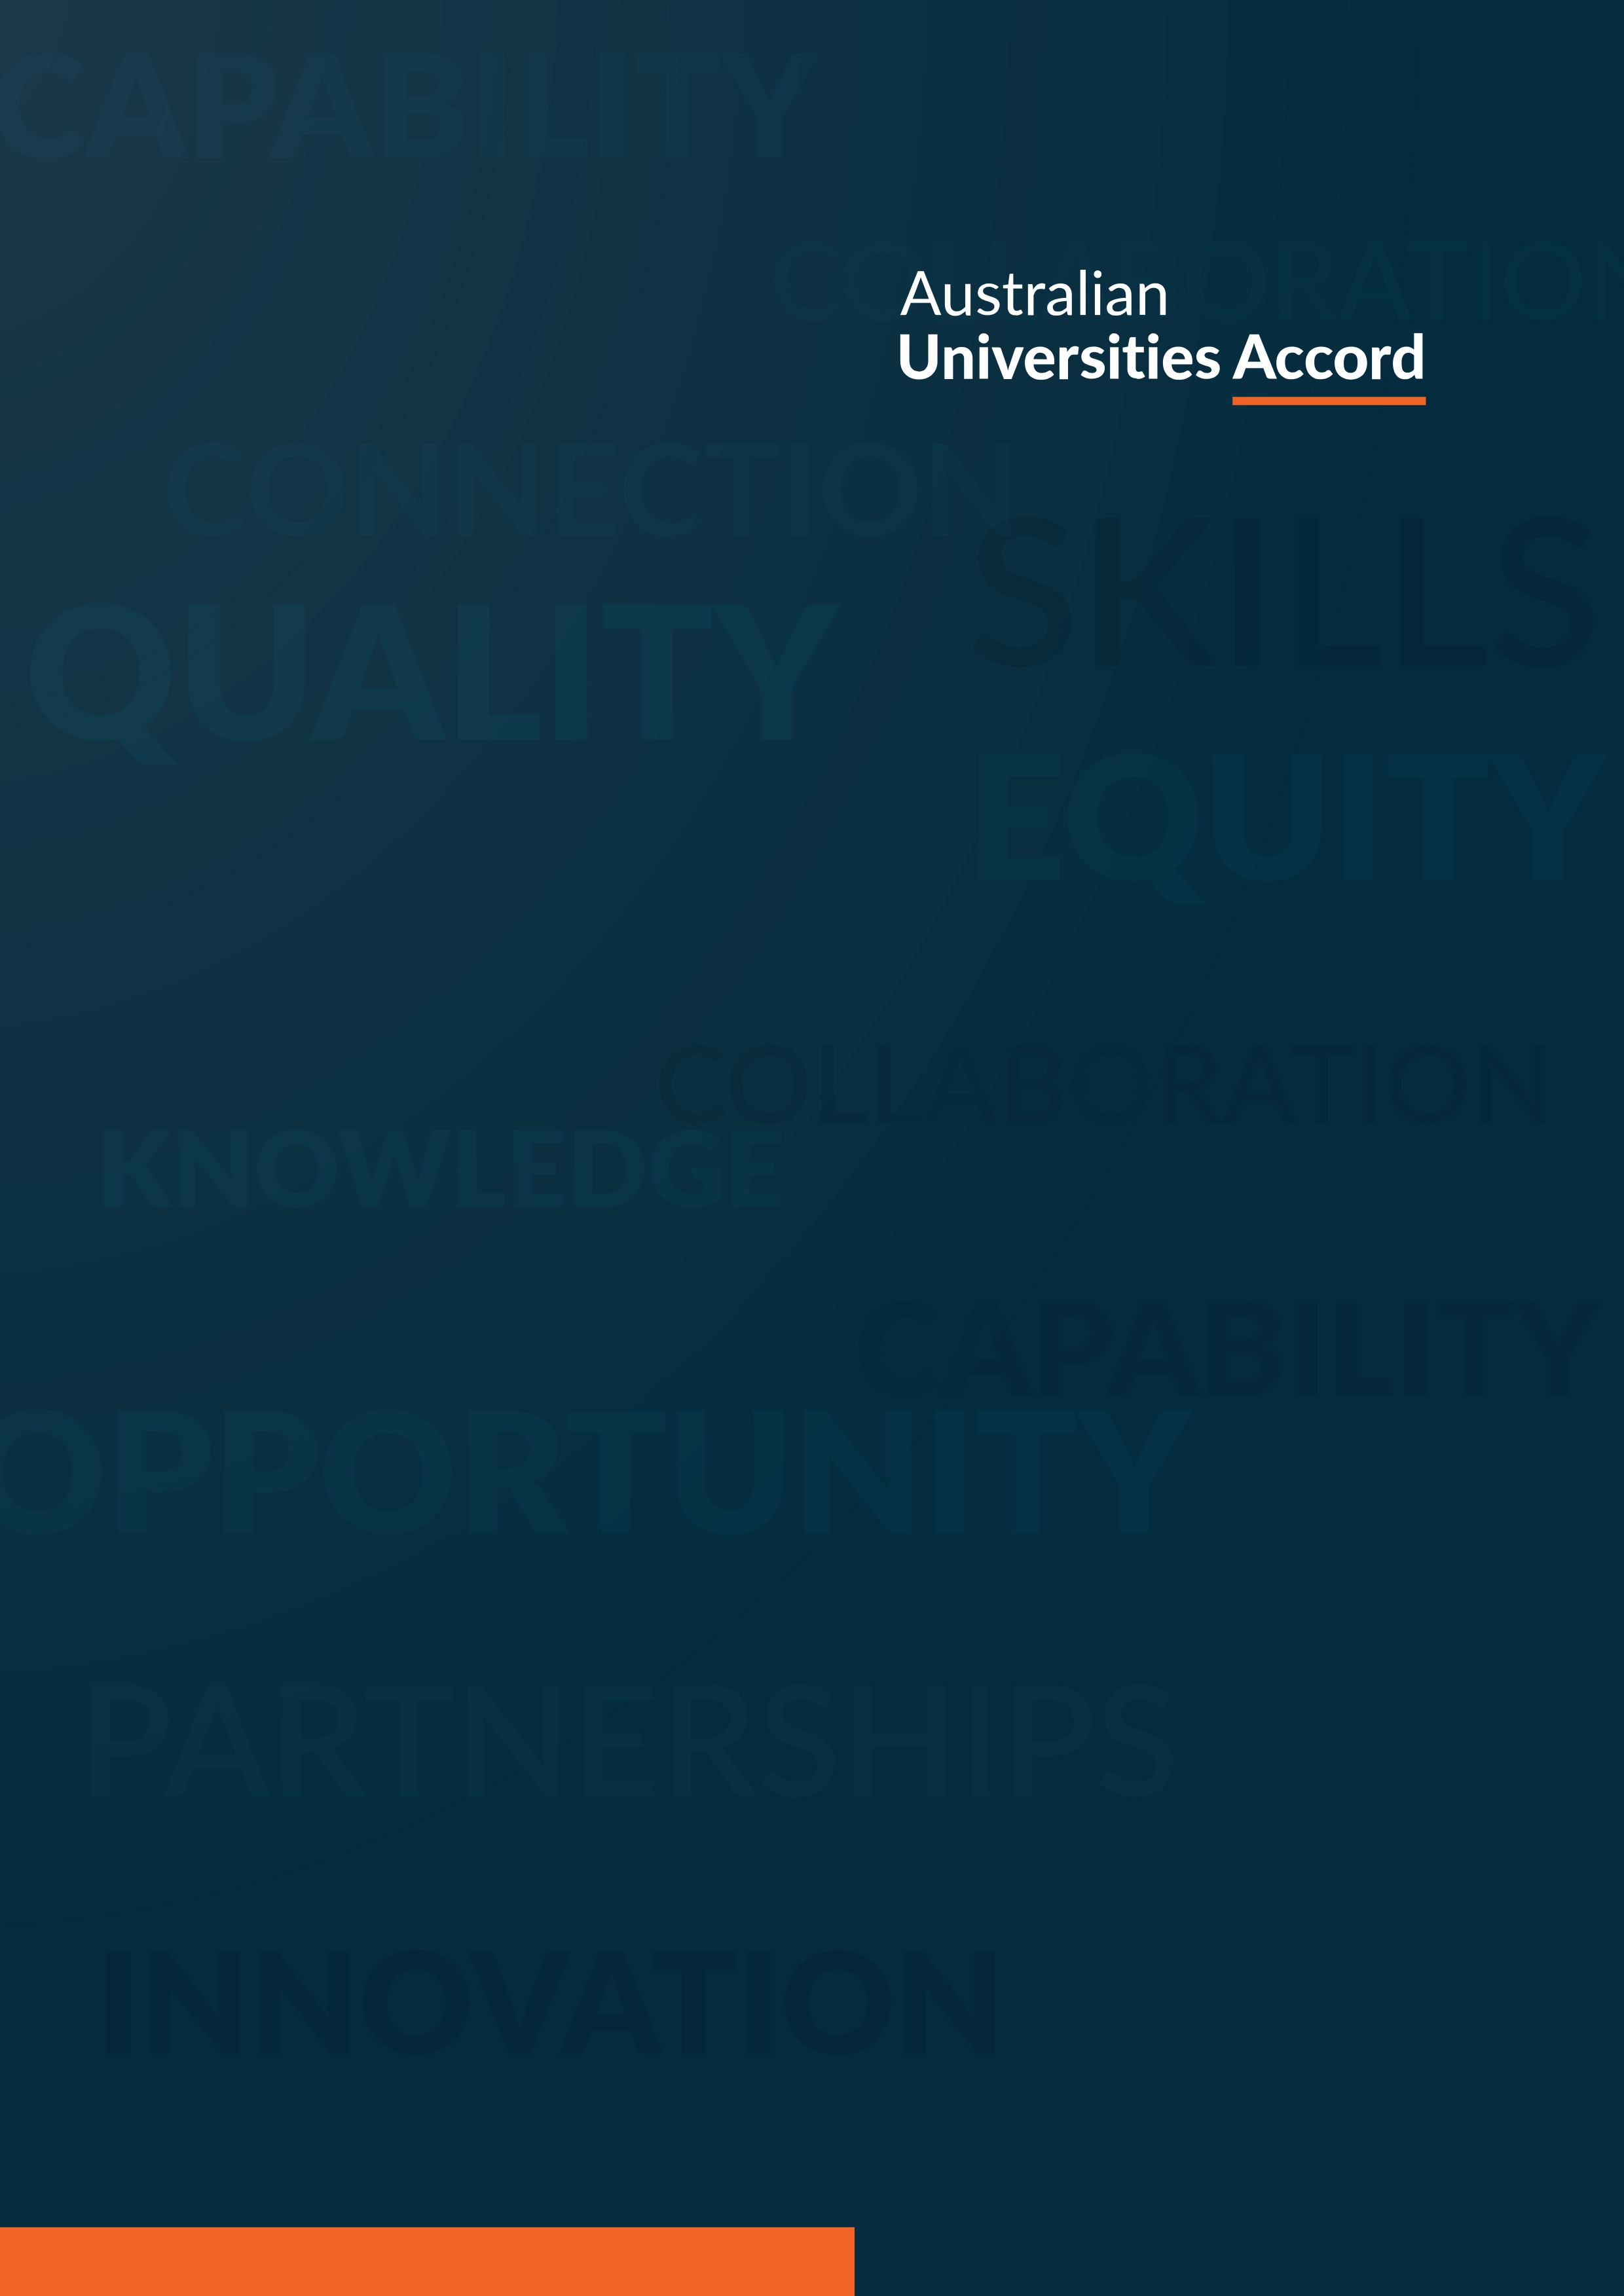 CAPABILITY
COLLABORATION
Australian
Universities Accord
CONNECTION
SKILLS
QUALITY
EQUITY
COLLABORATION
KNOWLEDGE
CAPABILITY
OPPORTUNITY
PARTNERSHIPS
INNOVATION